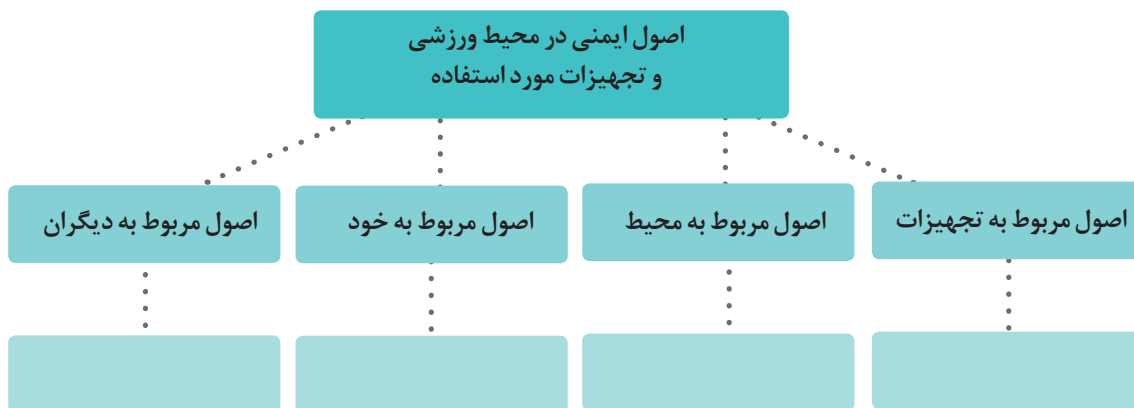 اصول ایمنی در محیط ورزشی
و تجهیزات مورد استفاده
اصول مربوط به تجهیزات
اصول مربوط به محیط
اصول مربوط به خود
اصول مربوط به دیگران